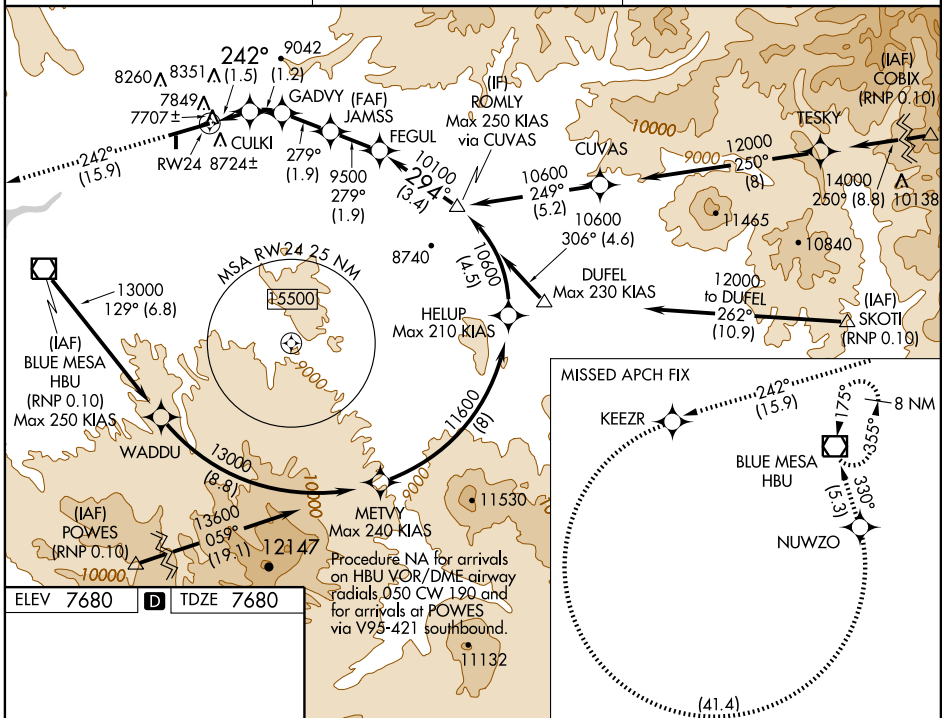 9042
242°
(1.5)
(1.2)
8260
8351
7849
7707 ±
CULKI
RW24
8724±
GADVY
(FAF)
JAMSS
FEGUL
279°
(1.9)
9500
279°
(1.9)
242°
(15.9)
(IF)
ROMLY
Max 250 KIAS
via CUVAS
10100
294°
(3.4)
CUVAS
10600
249°
(5.2)
10000
9000
12000
250°
(8)
TESKY
(IAF)
COBIX
(RNP 0.10)
14000
250° (8.8)
10138
11465
10840
10600
306° (4.6)
8740
10600
(4.5)
DUFEL
Max 230 KIAS
12000
to DUFEL
262°
(10.9)
(IAF)
SKOTI
(RNP 0.10)
HELUP
Max 210 KIAS
MSA RW24 25 NM
15500
9000
13000
129° (6.8)
(IAF)
BLUE MESA
HBU
(RNP 0.10)
Max 250 KIAS
WADDU
13000
(8.8)
11600
(8)
METVY
Max 240 KIAS
9000
10000
11530
(IAF)
POWES
(RNP 0.10)
10000
13600
059°
(19.1)
12147
Procedure NA for arrivals
on HBU VOR/DME airway
radials 050 CW 190 and
for arrivals at POWES
via V95-421 southbound.
11132
ELEV 7680 D TDZE 7680
MISSED APCH FIX
242°
(15.9)
KEEZR
175°
355°
8 NM
BLUE MESA
HBU
330°
(5.3)
NUWZO
(41.4)